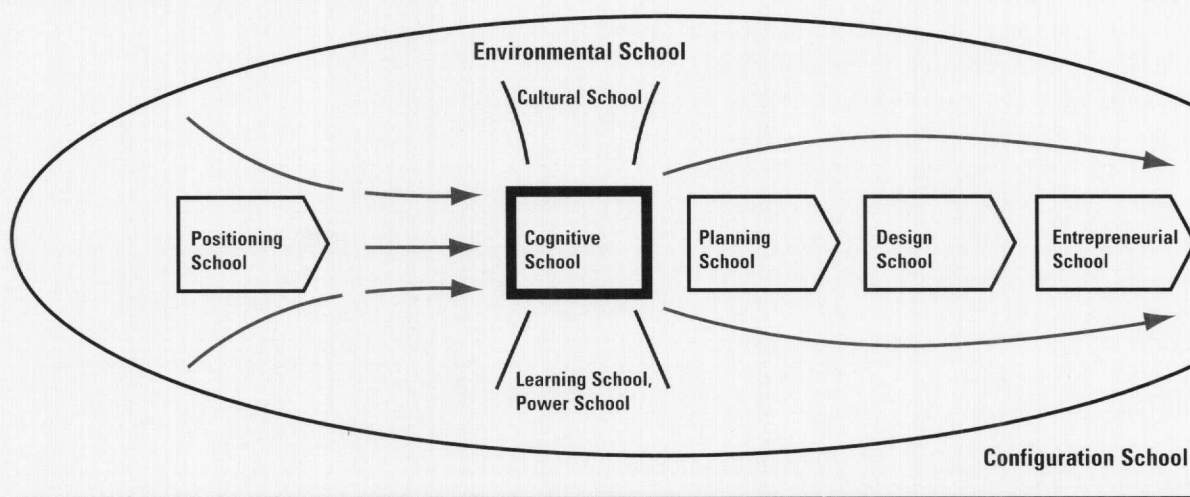 Environmental School
Cultural School
Positioning
School
Cognitive
School
Planning
School
Design
School
Entrepreneurial
School
Learning School,
Power School
Configuration School